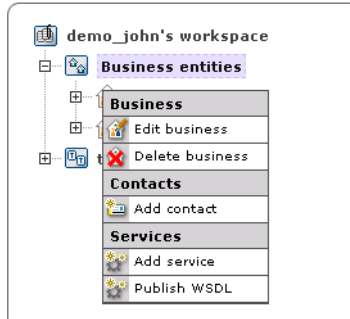 demo_john's workspace
Business entities
Business
Edit business
Delete business
Contacts
Add contact
Services
Add service
Publish WSDL